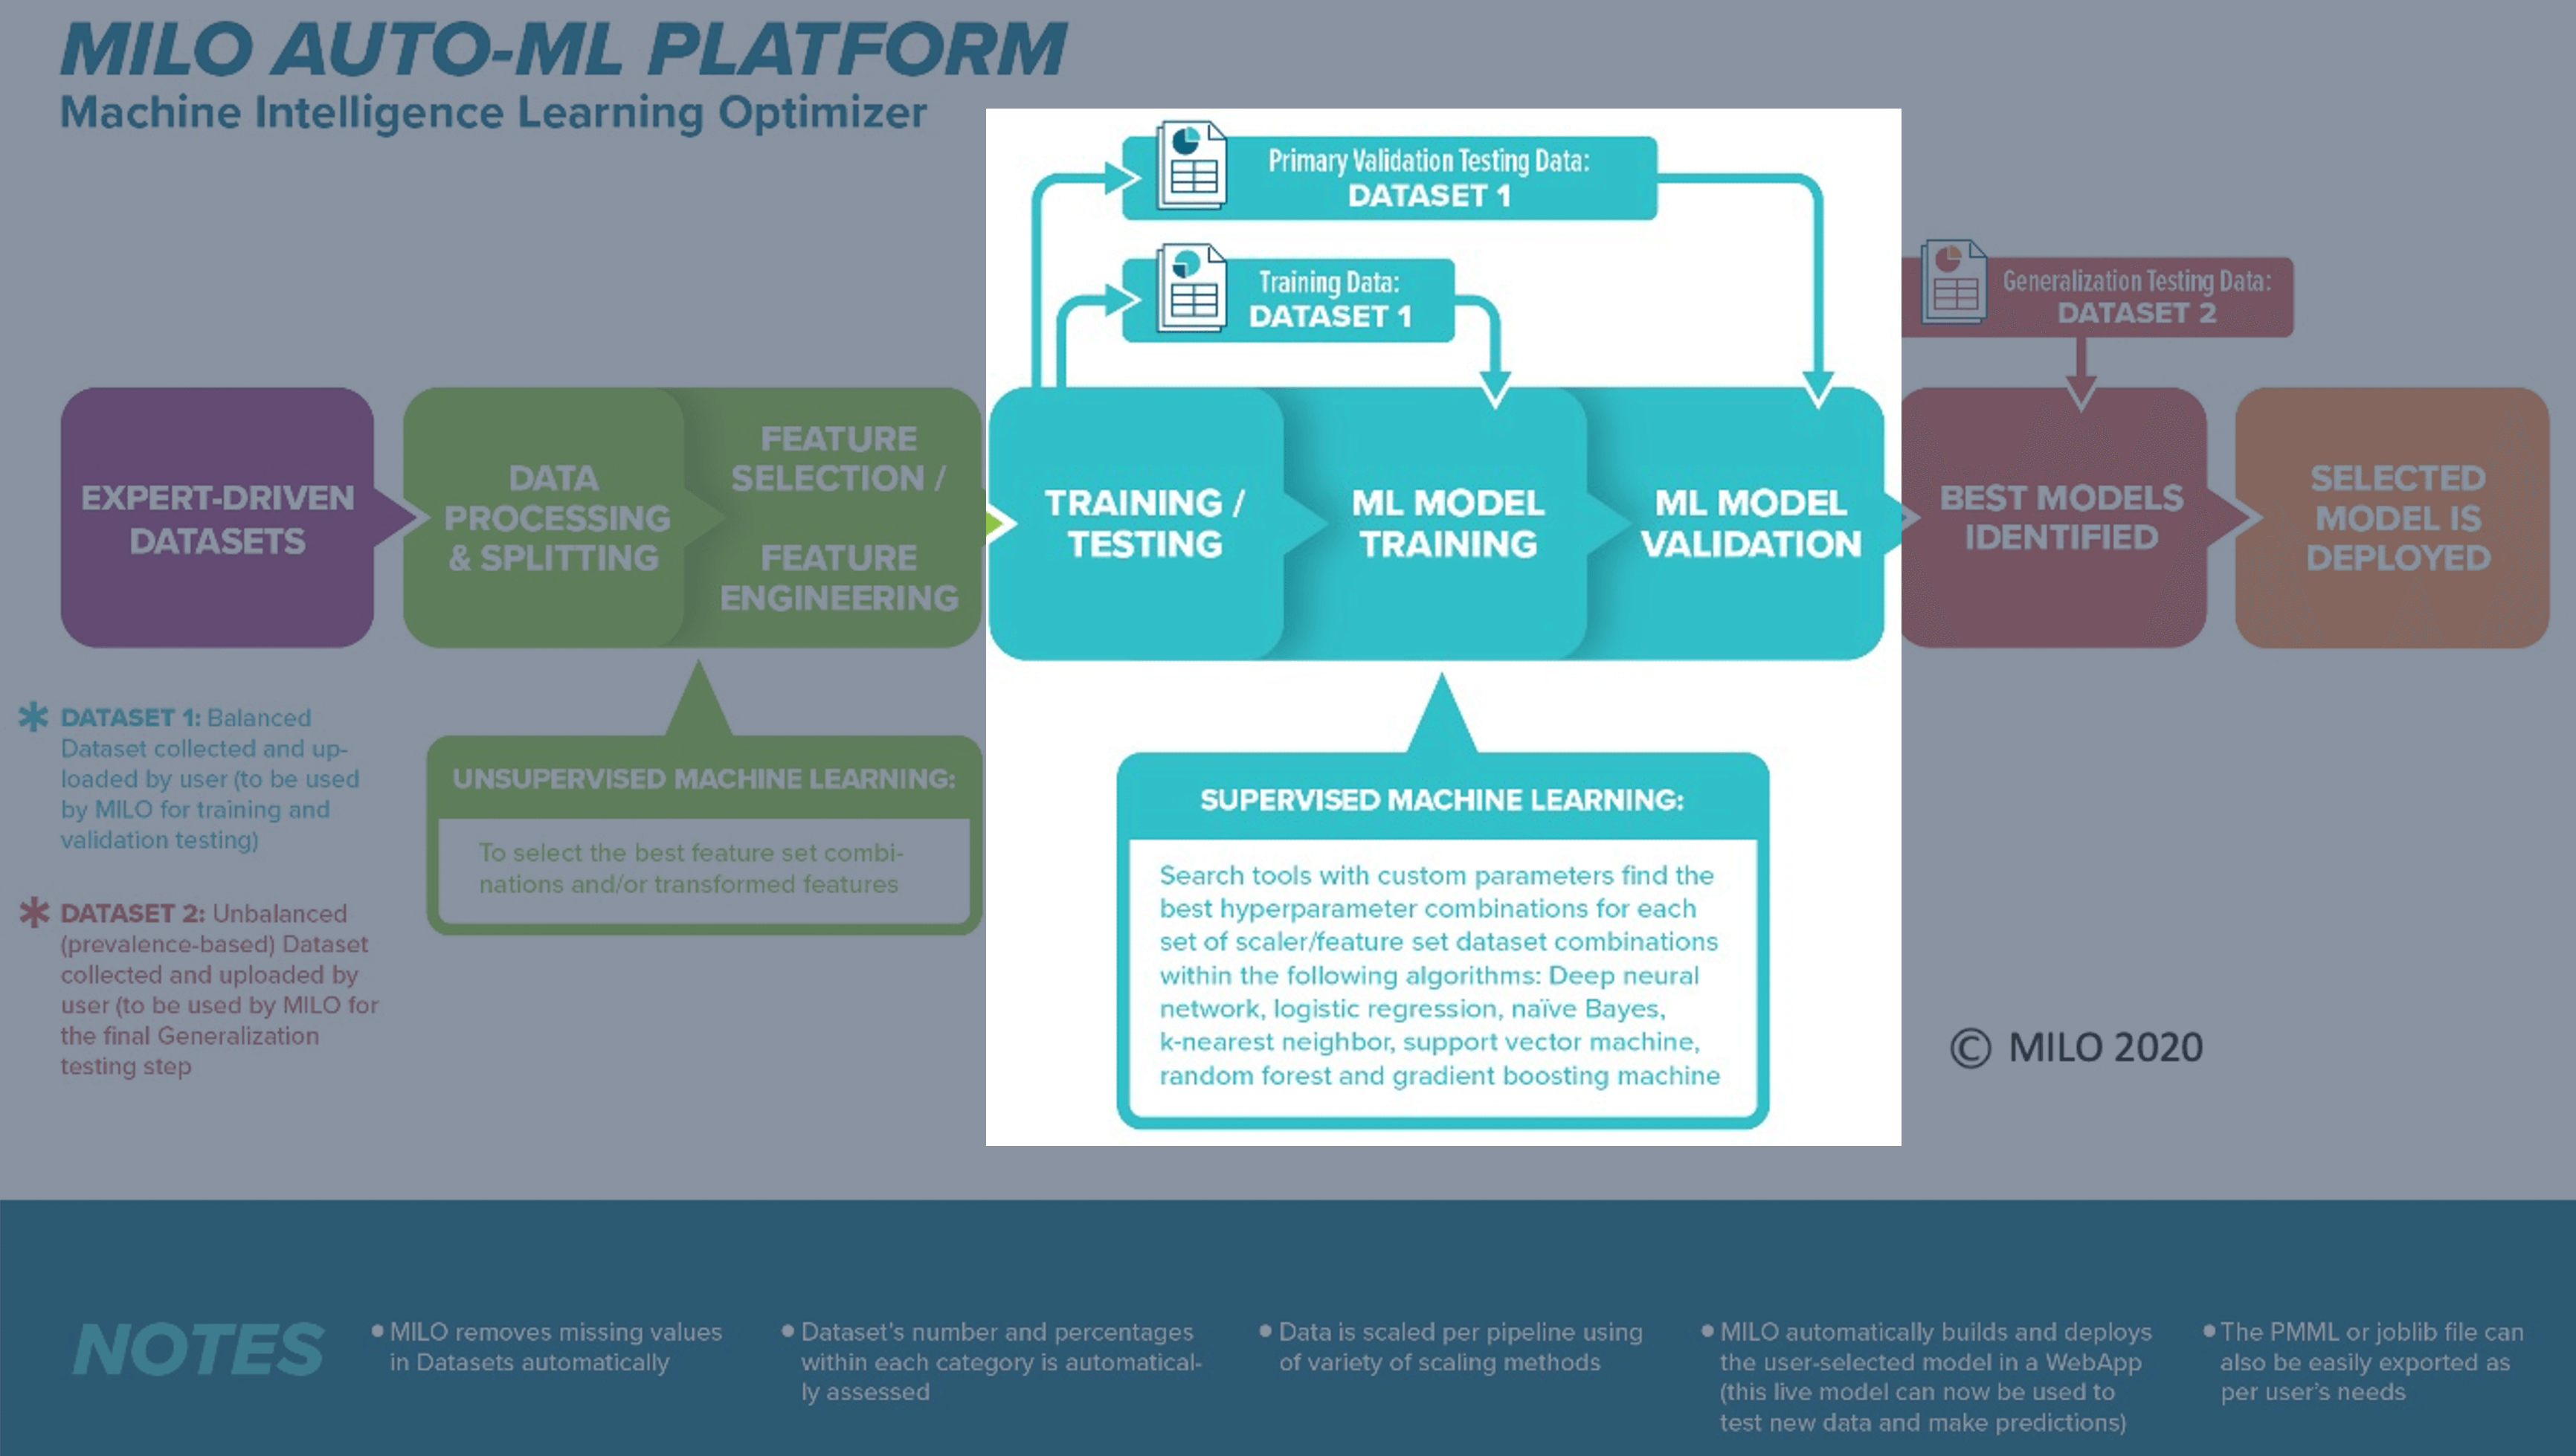 MILO AUTO-ML PLATFORM
Machine Intelligence Learning Optimizer
Primary Validation Testing Data:
DATASET 1
Training Data:
DATASET 1
Generalization Testing Data:
DATASET 2
EXPERT-DRIVEN
DATASETS
DATA
PROCESSING
& SPLITTING
FEATURE
SELECTION /
FEATURE
ENGINEERING
TRAINING /
TESTING
ML MODEL
TRAINING
ML MODEL
VALIDATION
BEST MODELS
IDENTIFIED
SELECTED
MODEL IS
DEPLOYED
* DATASET 1: Balanced
Dataset collected and up-
loaded by user (to be used
by MILO for training and
validation testing)
* DATASET 2: Unbalanced
(prevalence-based) Dataset
collected and uploaded by
user (to be used by MILO for
the final Generalization
testing step
UNSUPERVISED MACHINE LEARNING:
To select the best feature set combi-
nations and/or transformed features
SUPERVISED MACHINE LEARNING:
Search tools with custom parameters find the
best hyperparameter combinations for each
set of scaler/feature set dataset combinations
within the following algorithms: Deep neural
network, logistic regression, naïve Bayes,
k-nearest neighbor, support vector machine,
random forest and gradient boosting machine
© MILO 2020
NOTES
• MILO removes missing values
in Datasets automatically
• Dataset's number and percentages
within each category is automatical-
ly assessed
• Data is scaled per pipeline using
of variety of scaling methods
• MILO automatically builds and deploys
the user-selected model in a WebApp
(this live model can now be used to
test new data and make predictions)
• The PMML or joblib file can
also be easily exported as
per user's needs